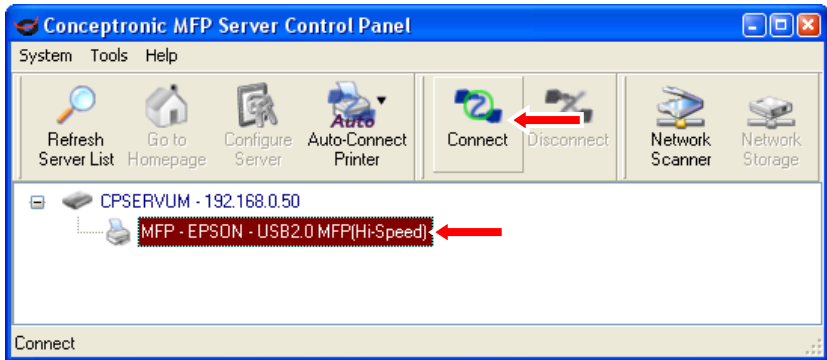 Conceptronic MFP Server Control Panel
System Tools Help
Refresh Server List
Go to Homepage
Configure Server
Auto
Auto-Connect Printer
Connect
Disconnect
Network Scanner
Network Storage
CPSERVUM - 192.168.0.50
MFP - EPSON - USB2.0 MFP(Hi-Speed)
Connect